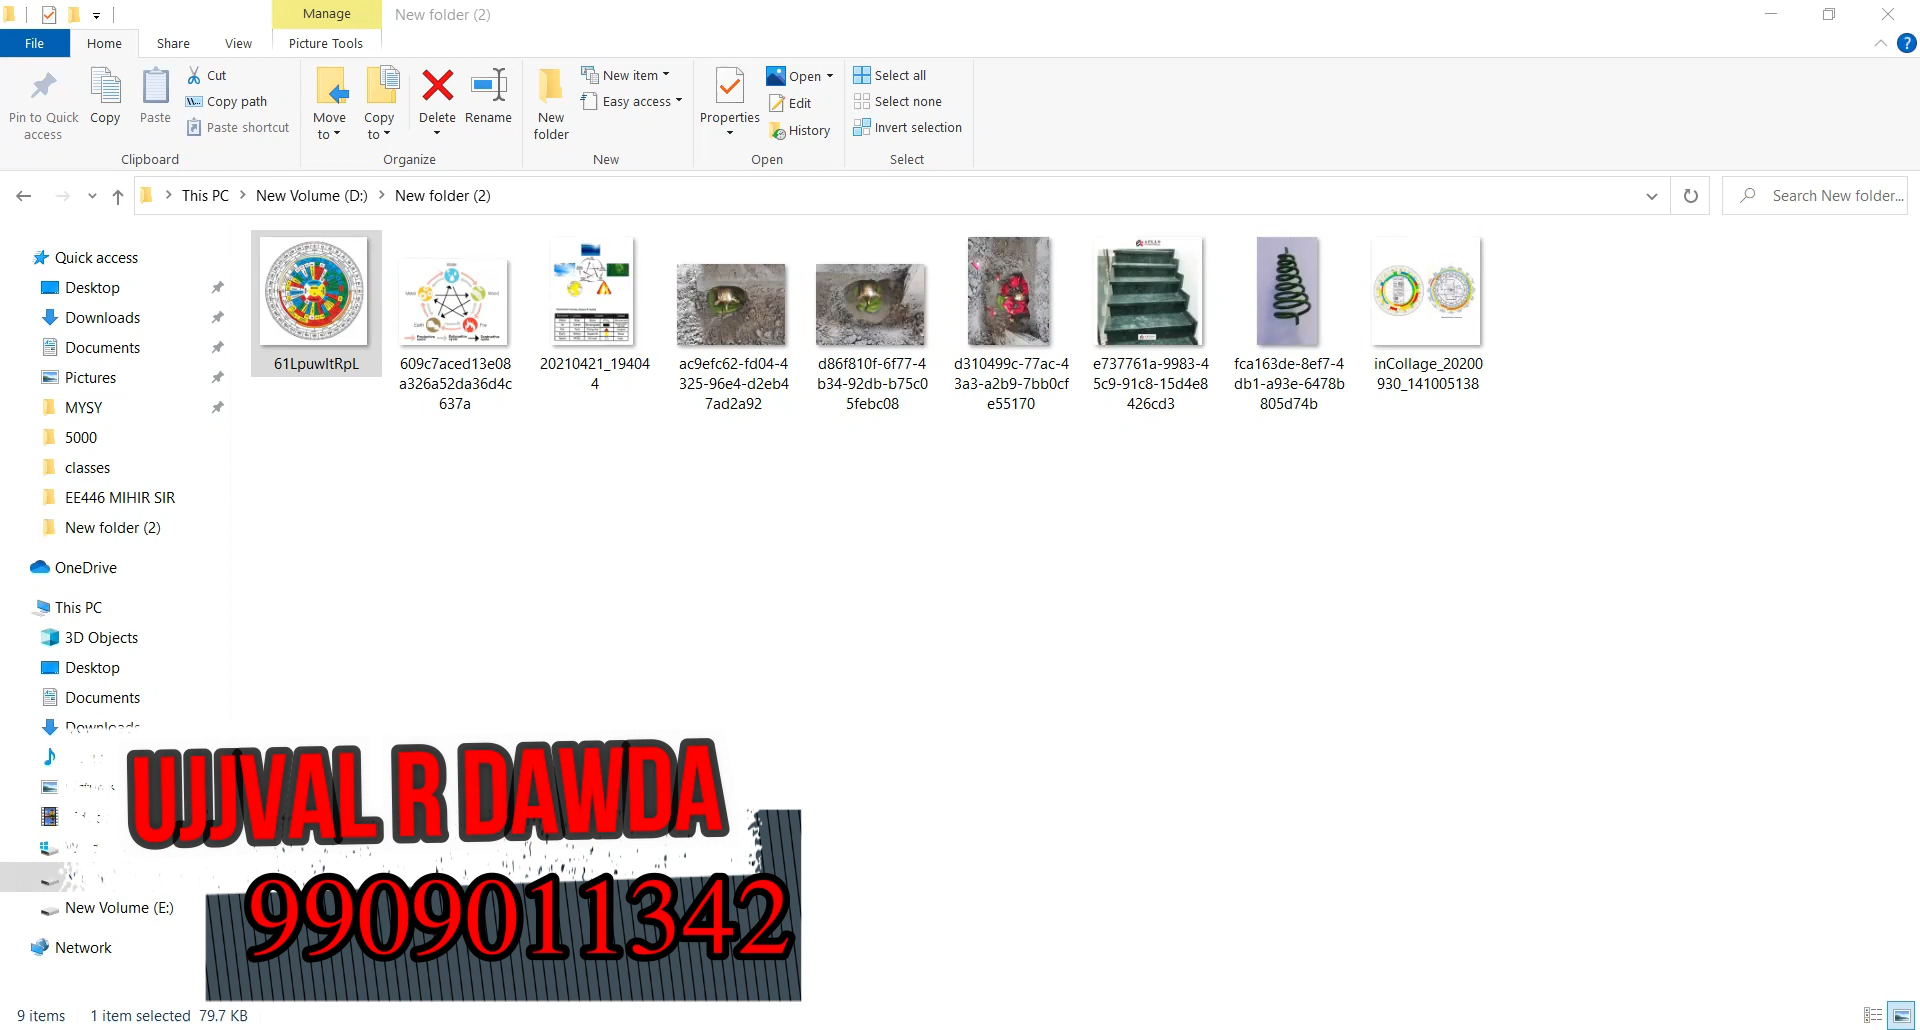 Manage
New folder (2)
File
Home
Share
View
Picture Tools
Pin to Quick access
Copy
Paste
Cut
Copy path
Paste shortcut
Clipboard
Move to
Copy to
Delete
Rename
Organize
New folder
New item
Easy access
New
Properties
Open
Edit
History
Open
Select all
Select none
Invert selection
Select
This PC
New Volume (D:)
New folder (2)
Search New folder...
Quick access
Desktop
Downloads
Documents
Pictures
MYSY
5000
classes
EE446 MIHIR SIR
New folder (2)
OneDrive
This PC
3D Objects
Desktop
Documents
Downloads
New Volume (E:)
Network
61LpuwltRpL
609c7aced13e08
a326a52da36d4c
637a
20210421_19404
4
ac9efc62-fd04-4
325-96e4-d2eb4
7ad2a92
d86f810f-6f77-4
b34-92db-b75c0
5febc08
d310499c-77ac-4
3a3-a2b9-7bb0cf
e55170
e737761a-9983-4
5c9-91c8-15d4e8
426cd3
fca163de-8ef7-4
db1-a93e-6478b
805d74b
inCollage_20200
930_141005138
UJJVAL R DAWDA
9909011342
9 items
1 item selected 79.7 KB